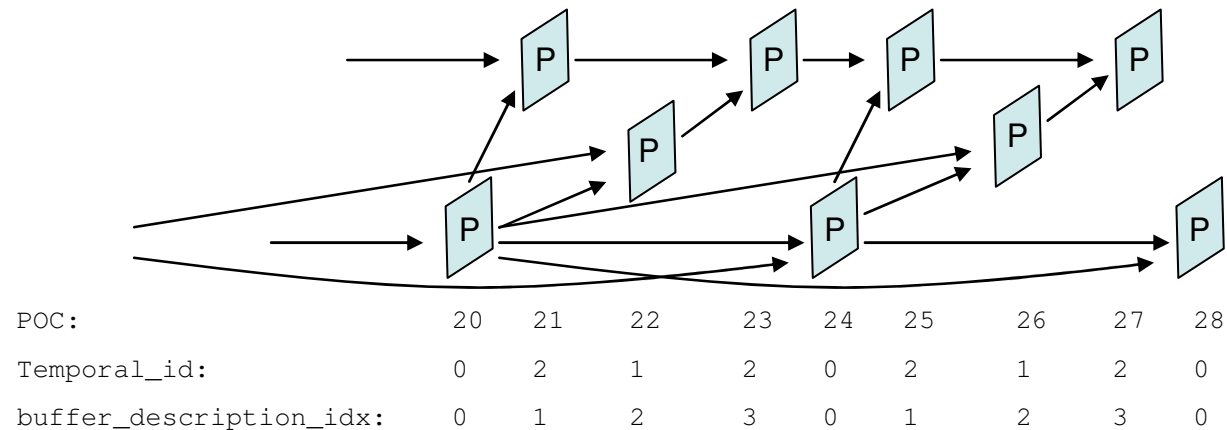 P P P P
P P
P P P
POC: 20 21 22 23 24 25 26 27 28
Temporal_id: 0 2 1 2 0 2 1 2 0
buffer_description_idx: 0 1 2 3 0 1 2 3 0